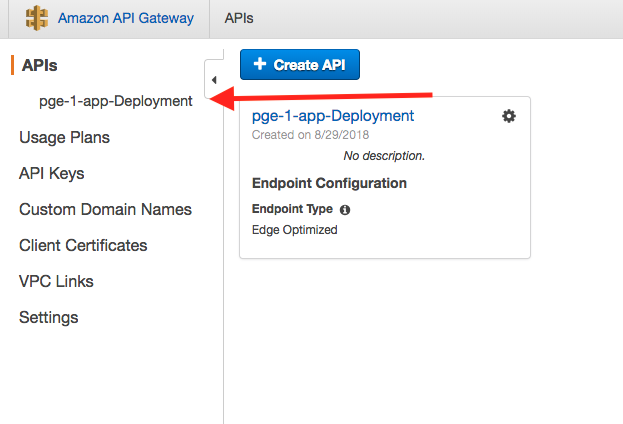 Amazon API Gateway
APIs
APIs
pge-1-app-Deployment
Usage Plans
API Keys
Custom Domain Names
Client Certificates
VPC Links
Settings
Create API
pge-1-app-Deployment
Created on 8/29/2018
No description.
Endpoint Configuration
Endpoint Type
Edge Optimized